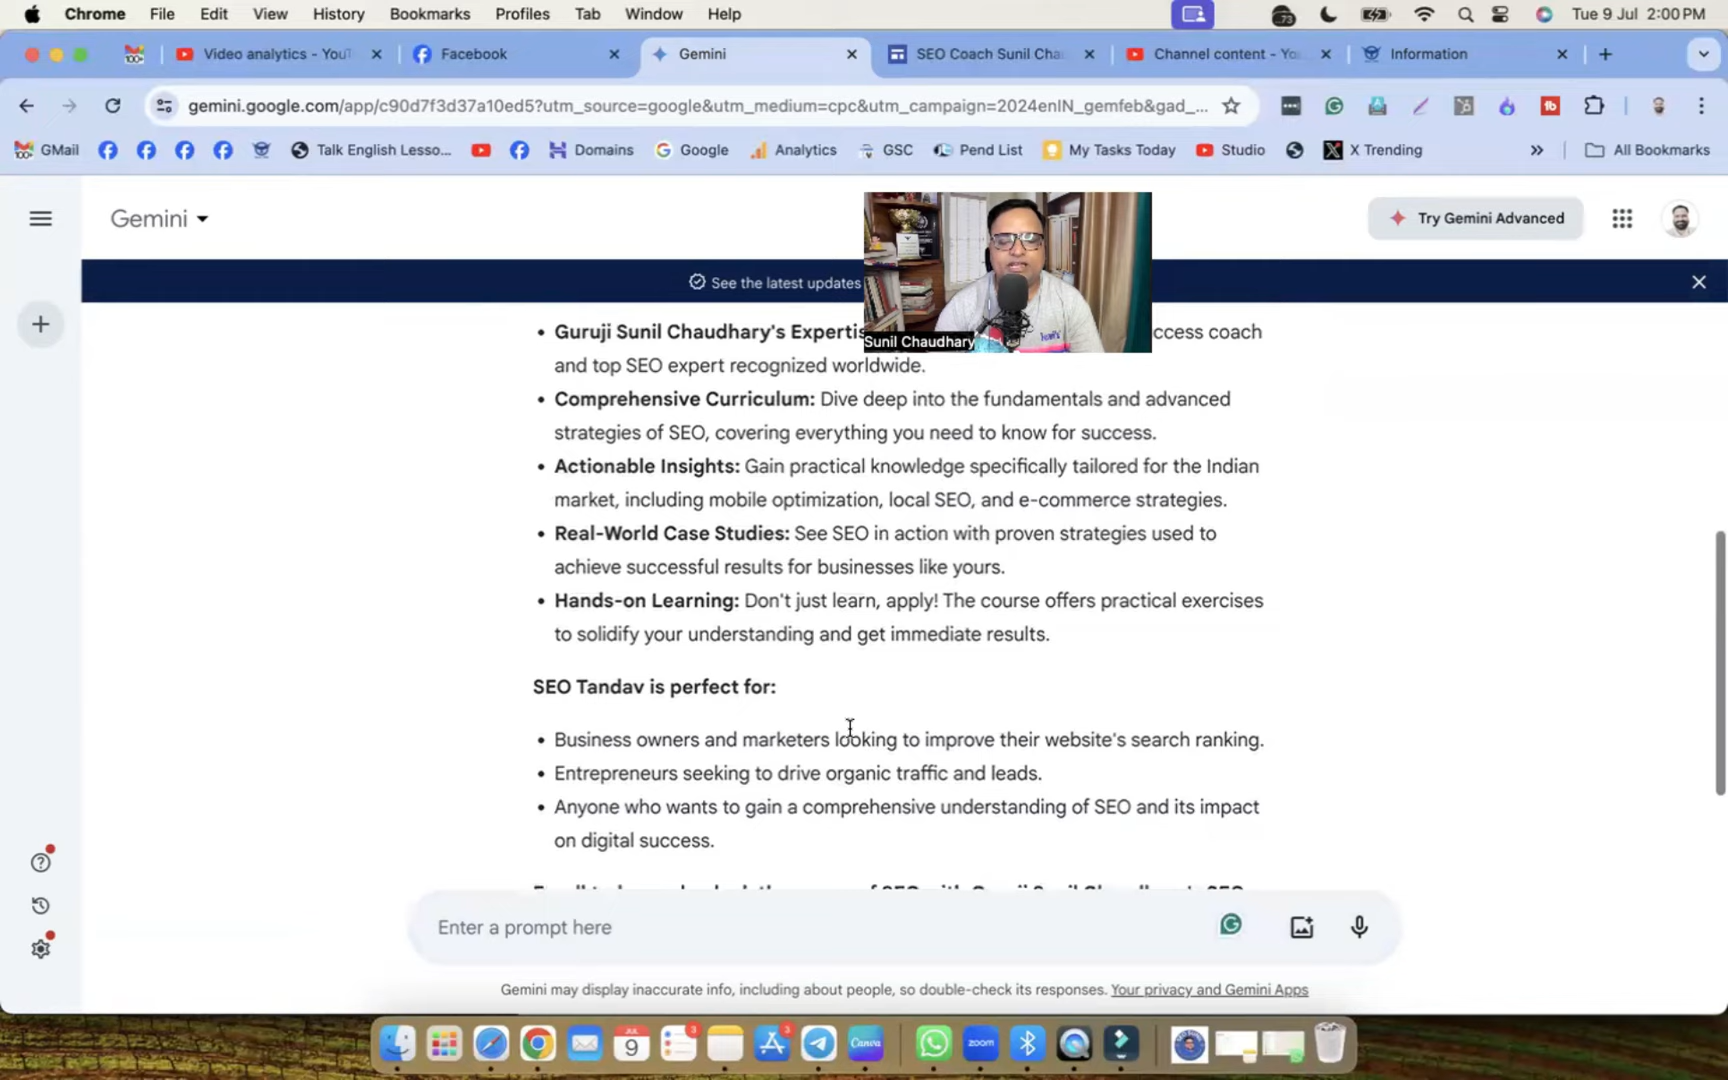 Chrome File Edit View History Bookmarks Profiles Tab Window Help 73 Tue 9 Jul 2:00 PM
100+ Video analytics - YouT Facebook Gemini SEO Coach Sunil Cha Channel content - Yo Information
gemini.google.com/app/c90d7f3d37a10ed5?utm_source=google&utm_medium=cpc&utm_campaign=2024enIN_gemfeb&gad_...
GMail Talk English Lesso... Domains Google Analytics GSC Pend List My Tasks Today Studio X Trending » All Bookmarks
Gemini Try Gemini Advanced
See the latest updates
• Guruji Sunil Chaudhary's Expertis ccess coach
Sunil Chaudhary
and top SEO expert recognized worldwide.
• Comprehensive Curriculum: Dive deep into the fundamentals and advanced
strategies of SEO, covering everything you need to know for success.
• Actionable Insights: Gain practical knowledge specifically tailored for the Indian
market, including mobile optimization, local SEO, and e-commerce strategies.
• Real-World Case Studies: See SEO in action with proven strategies used to
achieve successful results for businesses like yours.
• Hands-on Learning: Don't just learn, apply! The course offers practical exercises
to solidify your understanding and get immediate results.
SEO Tandav is perfect for:
• Business owners and marketers looking to improve their website's search ranking.
• Entrepreneurs seeking to drive organic traffic and leads.
• Anyone who wants to gain a comprehensive understanding of SEO and its impact
on digital success.
Enter a prompt here
Gemini may display inaccurate info, including about people, so double-check its responses. Your privacy and Gemini Apps
JUL
9 3 3 Canva zoom